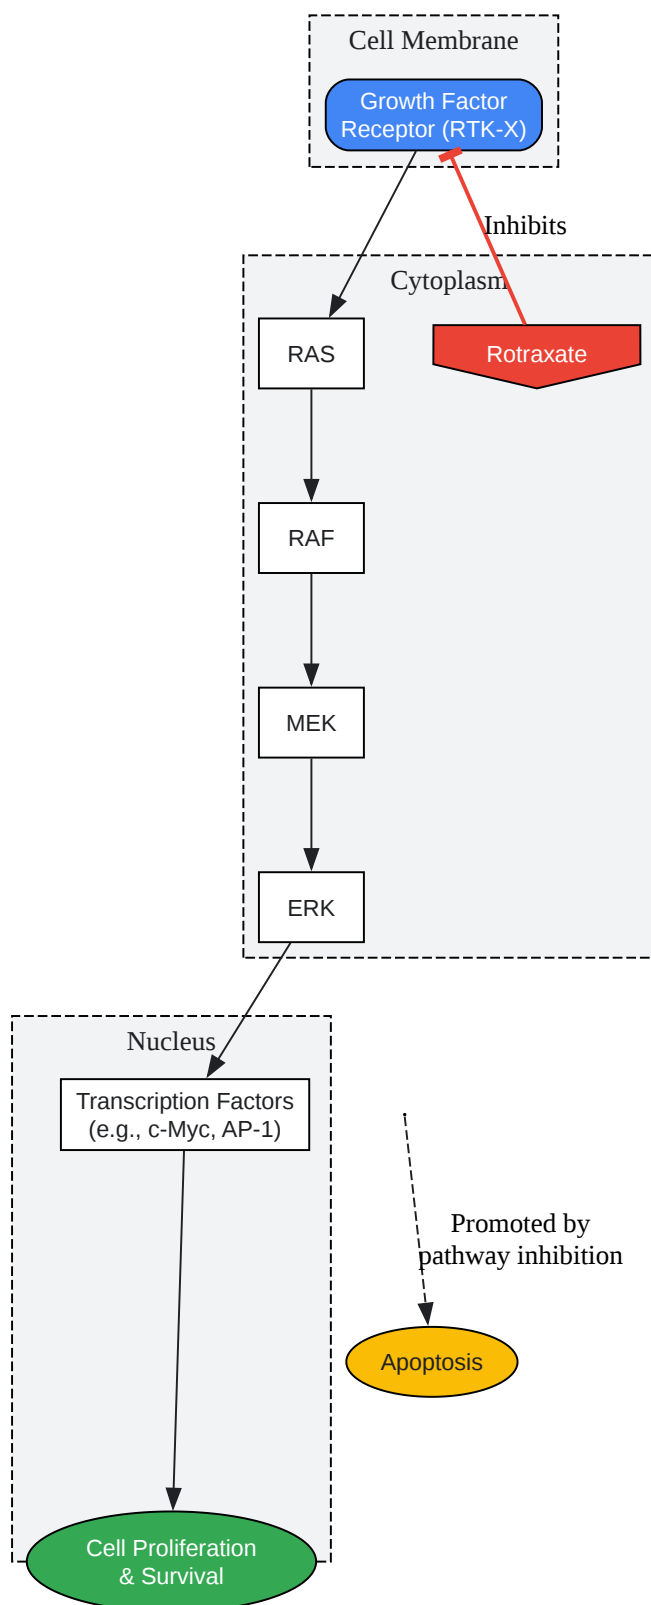 Cell Membrane
Growth Factor
Receptor (RTK-X)
Inhibits
Cytoplasm
RAS
Rotraxate
RAF
MEK
ERK
Nucleus
Transcription Factors
(e.g., c-Myc, AP-1)
Promoted by
pathway inhibition
Apoptosis
Cell Proliferation
& Survival